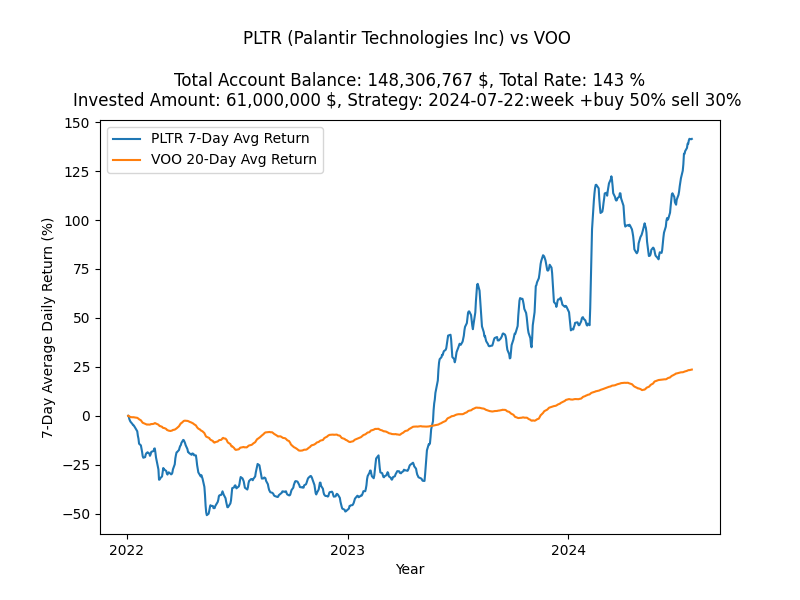 PLTR (Palantir Technologies Inc) vs VOO
Total Account Balance: 148,306,767 $, Total Rate: 143 %
Invested Amount: 61,000,000 $, Strategy: 2024-07-22:week +buy 50% sell 30%
PLTR 7-Day Avg Return
VOO 20-Day Avg Return
7-Day Average Daily Return (%)
150
125
100
75
50
25
0
−25
−50
2022
2023
2024
Year